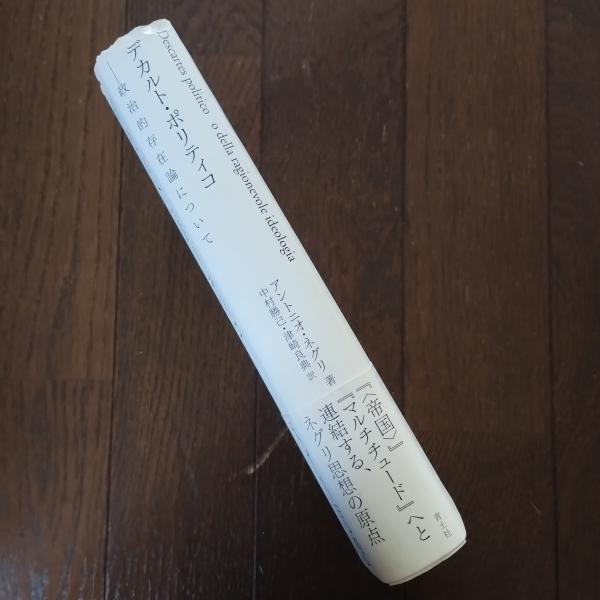 Descartes politico o della ragionevole ideologia
デカルト・ポリティコ
──政治的存在論について
アントニオ・ネグリ 著
中村勝己・津崎良典 訳
『〈帝国〉』
『マルチチュード』へと
連結する、
ネグリ思想の原点
青土社